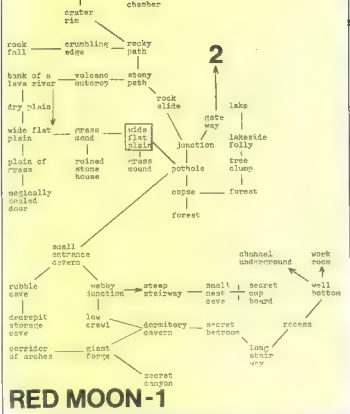 chamber
crater
rim
rock
fall
crumbling
edge
rocky
path
2
bank of a
lava river
volcano
outcrop
stony
path
rock
slide
lake
dry plain
gate
way
wide flat
plain
grass
mond
wide
flat
plain
junction
lakeside
folly
plain of
grass
ruined
stone
house
grass
mound
pothole
tree
clump
magically
sealed
door
copse
forest
forest
small
entrance
cavern
channel
underground
work
room
rubble
cave
webby
junction
steep
stairway
small
nest
cave
secret
cup
board
well
bottom
decrepit
storage
cave
low
crawl
dormitory
cavern
secret
bedroom
recess
corridor
of arches
giant
forge
long
stair
way
secret
canyon
RED MOON-1